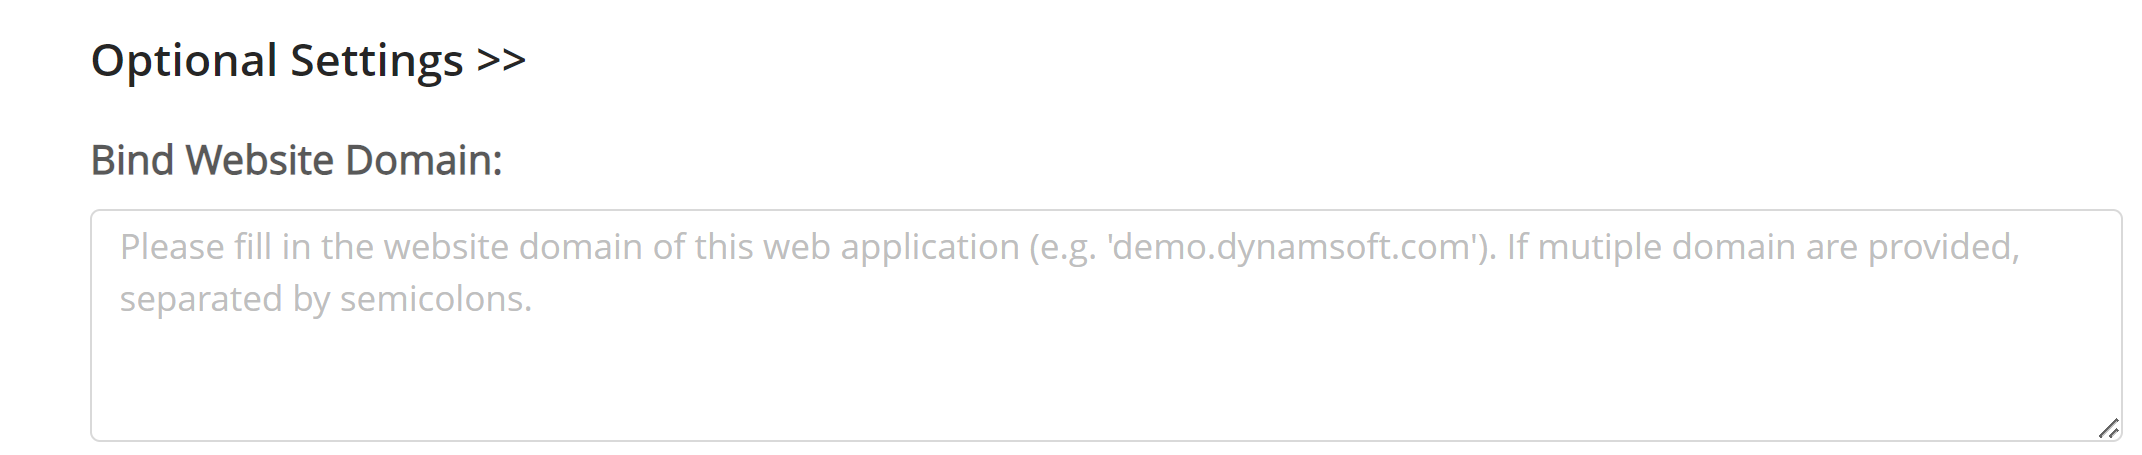 Optional Settings >>
Bind Website Domain:
Please fill in the website domain of this web application (e.g. 'demo.dynamsoft.com'). If mutiple domain are provided,
separated by semicolons.